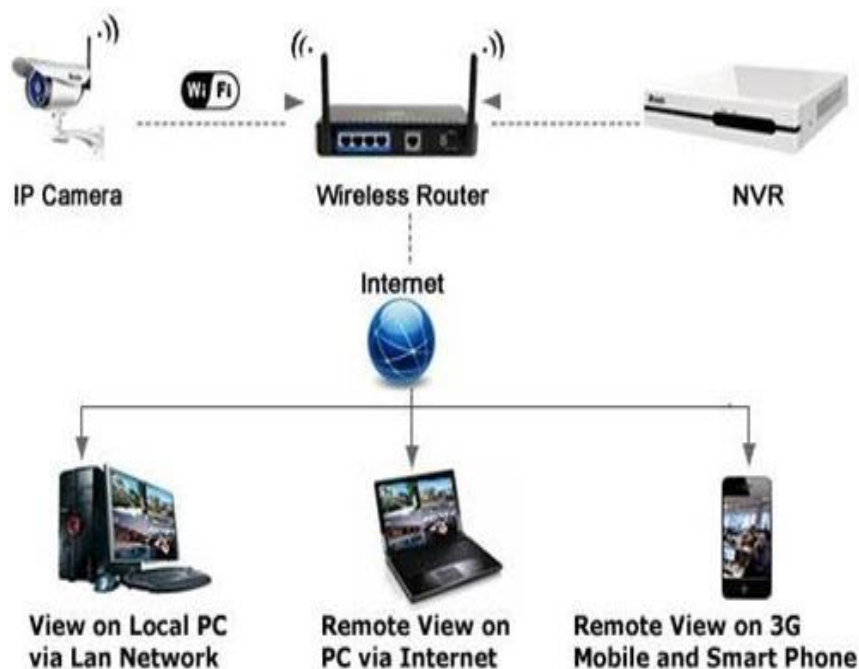 Wi Fi
IP Camera
Wireless Router
NVR
Internet
View on Local PC
via Lan Network
Remote View on
PC via Internet
Remote View on 3G
Mobile and Smart Phone